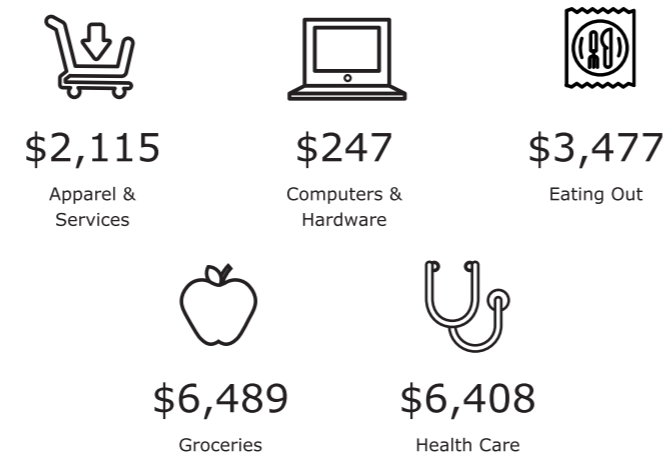 $2,115
$247
$3,477
Apparel &
Services
Computers &
Hardware
Eating Out
$6,489
$6,408
Groceries
Health Care